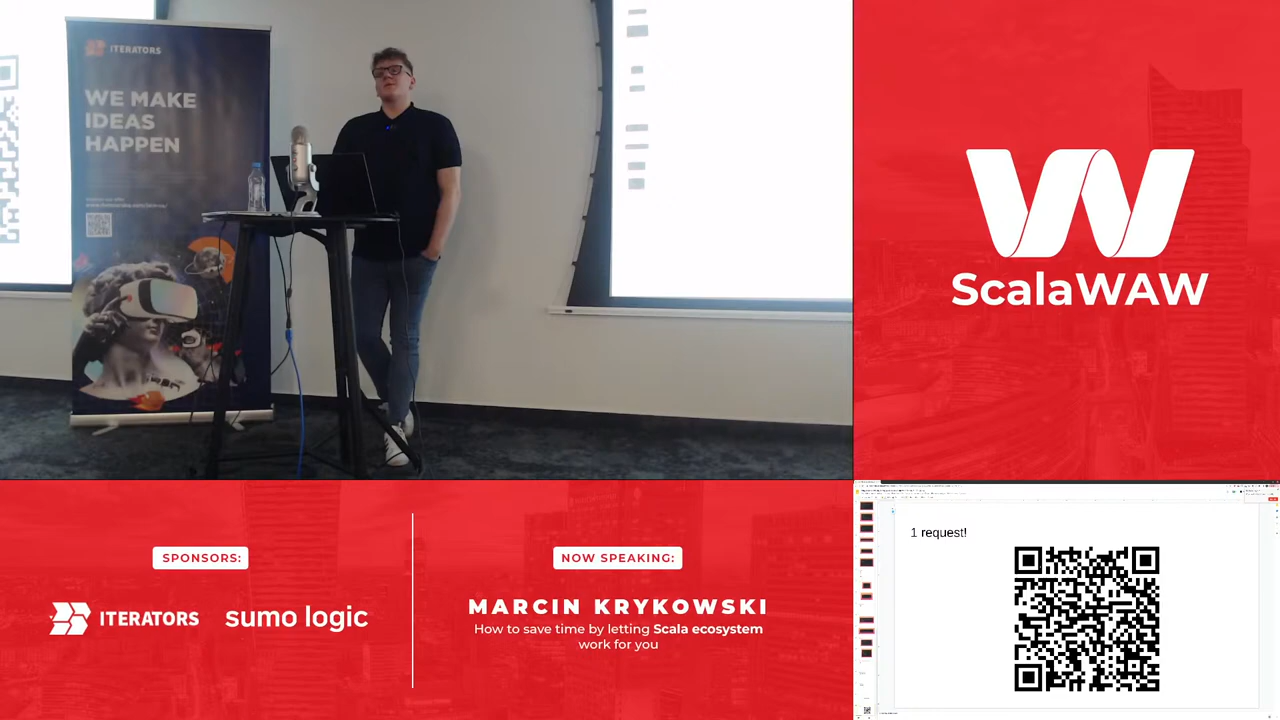 ITERATORS
WE MAKE
IDEAS
HAPPEN
ScalaWAW
SPONSORS:
ITERATORS
sumo logic
NOW SPEAKING:
MARCIN KRYKOWSKI
How to save time by letting Scala ecosystem
work for you
1 request!